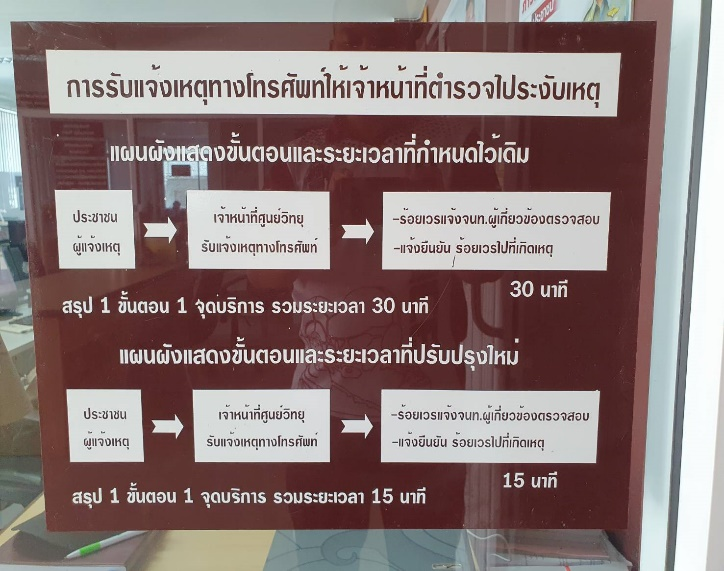 การรับแจ้งเหตุทางโทรศัพท์ให้เจ้าหน้าที่ตำรวจไประงับเหตุ
แผนผังแสดงขั้นตอนและระยะเวลาที่กำหนดไว้เดิม
ประชาชน
ผู้แจ้งเหตุ
เจ้าหน้าที่ศูนย์วิทยุ
รับแจ้งเหตุทางโทรศัพท์
-ร้อยเวรแจ้งจนท.ผู้เกี่ยวข้องตรวจสอบ
-แจ้งยืนยัน ร้อยเวรไปที่เกิดเหตุ
30 นาที
สรุป 1 ขั้นตอน 1 จุดบริการ รวมระยะเวลา 30 นาที
แผนผังแสดงขั้นตอนและระยะเวลาที่ปรับปรุงใหม่
ประชาชน
ผู้แจ้งเหตุ
เจ้าหน้าที่ศูนย์วิทยุ
รับแจ้งเหตุทางโทรศัพท์
-ร้อยเวรแจ้งจนท.ผู้เกี่ยวข้องตรวจสอบ
-แจ้งยืนยัน ร้อยเวรไปที่เกิดเหตุ
15 นาที
สรุป 1 ขั้นตอน 1 จุดบริการ รวมระยะเวลา 15 นาที